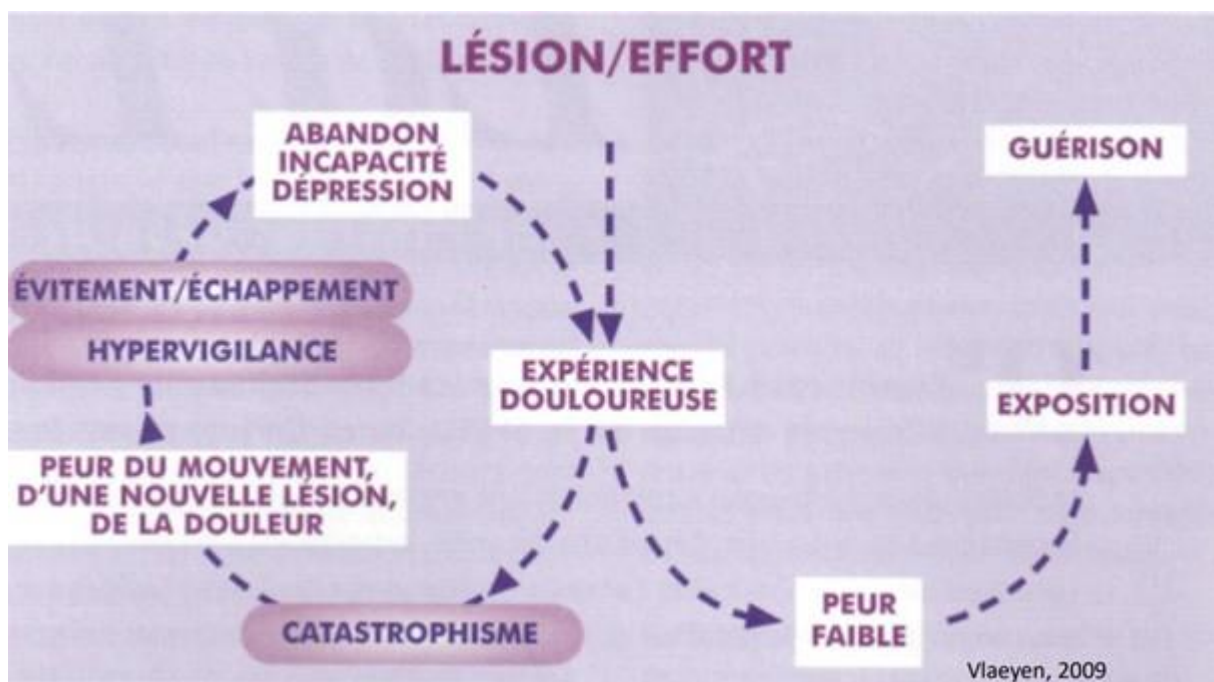 LÉSION/EFFORT
ABANDON
INCAPACITÉ
DÉPRESSION
GUÉRISON
ÉVITEMENT/ÉCHAPPEMENT
HYPERVIGILANCE
EXPÉRIENCE
DOULOUREUSE
EXPOSITION
PEUR DU MOUVEMENT,
D'UNE NOUVELLE LÉSION,
DE LA DOULEUR
CATASTROPHISME
PEUR
FAIBLE
Vlaeyen, 2009